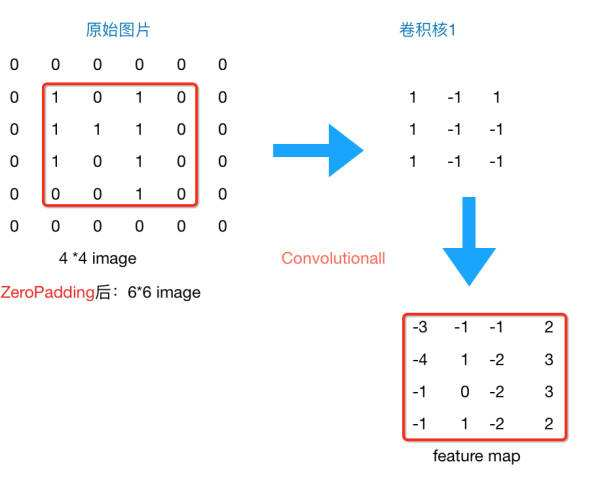 原始图片
0 0 0 0 0 0
0 1 0 1 0 0
0 1 1 1 0 0
0 1 0 1 0 0
0 0 0 1 0 0
0 0 0 0 0 0
4 *4 image
ZeroPadding后：6*6 image
卷积核1
1 -1 1
1 -1 -1
1 -1 -1
Convolutionall
-3 -1 -1 2
-4 1 -2 3
-1 0 -2 3
-1 1 -2 2
feature map